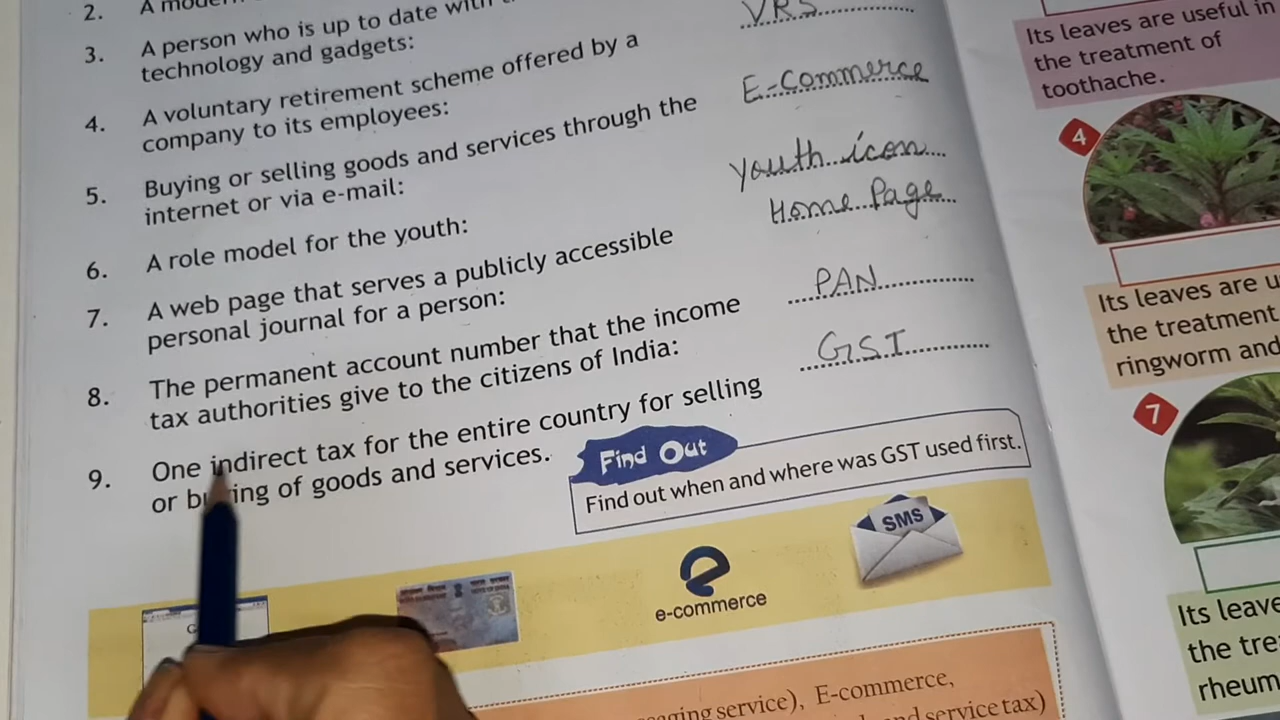 2.
3. A person who is up to date with
technology and gadgets:
VRS
4. A voluntary retirement scheme offered by a
company to its employees:
E-Commerce
5. Buying or selling goods and services through the
internet or via e-mail:
youth icon
6. A role model for the youth:
Home Page
7. A web page that serves a publicly accessible
personal journal for a person:
PAN
8. The permanent account number that the income
tax authorities give to the citizens of India:
GST
9. One indirect tax for the entire country for selling
or buying of goods and services.
Find Out
Find out when and where was GST used first.
SMS
e-commerce
service), E-commerce,
and service tax)
Its leaves are useful in
the treatment of
toothache.
4
Its leaves are
the treatment
ringworm and
7
Its
the